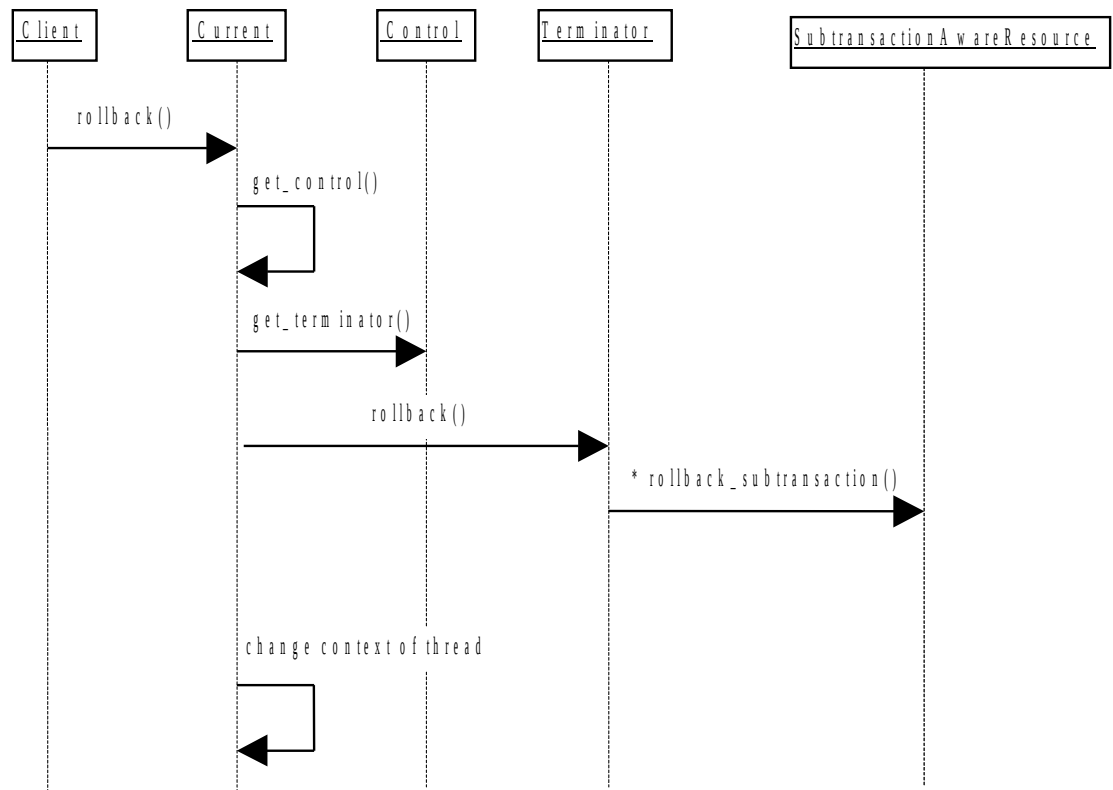 Client
Current
Control
Terminator
SubtransactionAwareResource
rollback()
get_control()
get_terminator()
rollback()
* rollback_subtransaction()
change context of thread